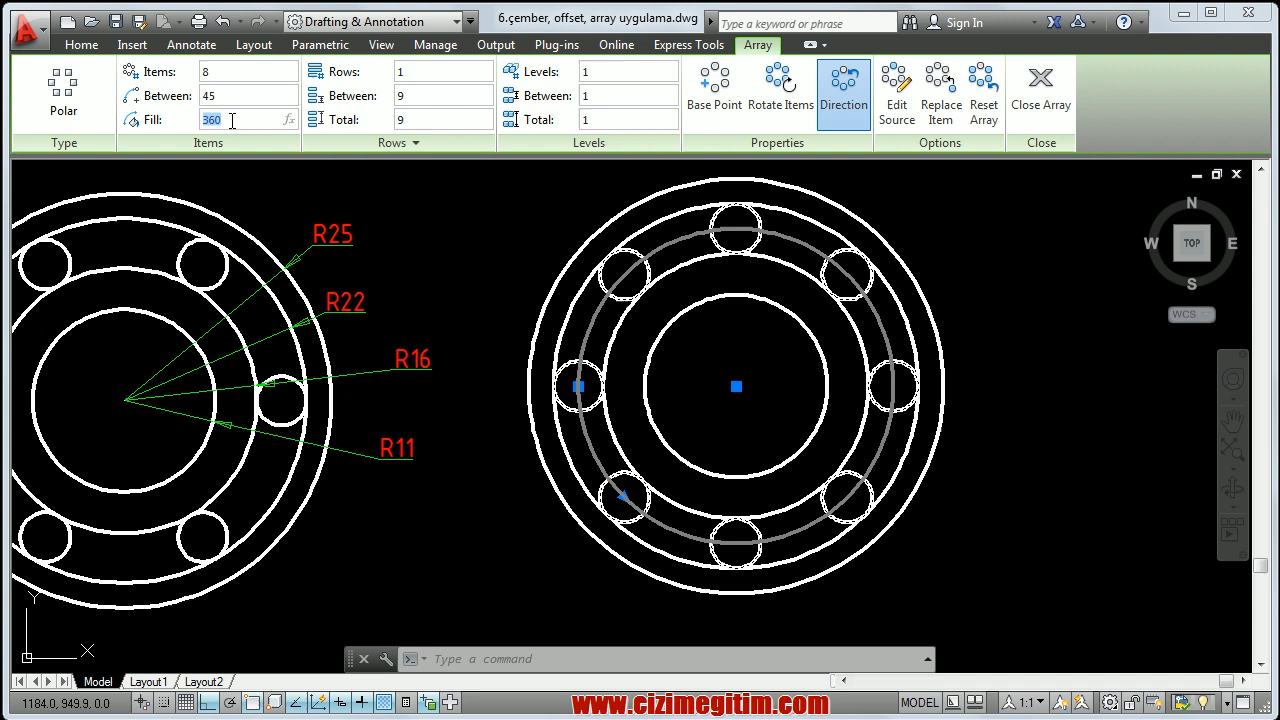 Drafting & Annotation
6.çember, offset, array uygulama.dwg
Type a keyword or phrase
Sign In
Home Insert Annotate Layout Parametric View Manage Output Plug-ins Online Express Tools Array
Items: 8
Rows: 1
Levels: 1
Between: 45
Between: 9
Between: 1
Fill: 360
Total: 9
Total: 1
Polar
Base Point
Rotate Items
Direction
Edit Source
Replace Item
Reset Array
Close Array
Type
Items
Rows
Levels
Properties
Options
Close
R25
R22
R16
R11
N
W TOP E
S
WCS
Y
X
Type a command
Model Layout1 Layout2
1184.0, 949.9, 0.0
www.cizimegitim.com
MODEL
1:1